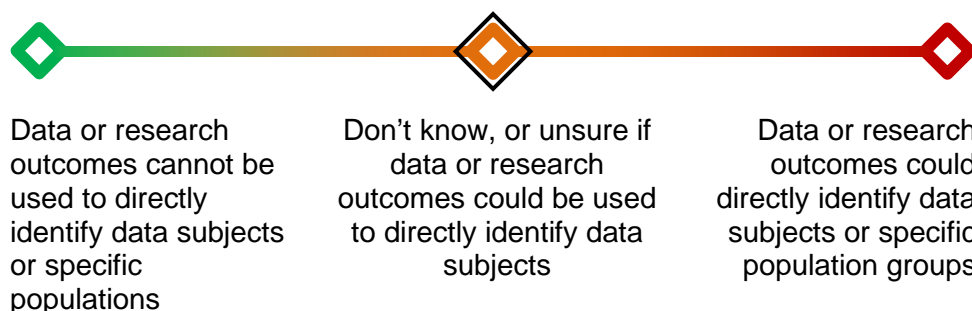 Data or research
outcomes cannot be
used to directly
identify data subjects
or specific
populations
Don’t know, or unsure if
data or research
outcomes could be used
to directly identify data
subjects
Data or research
outcomes could
directly identify data
subjects or specific
population groups